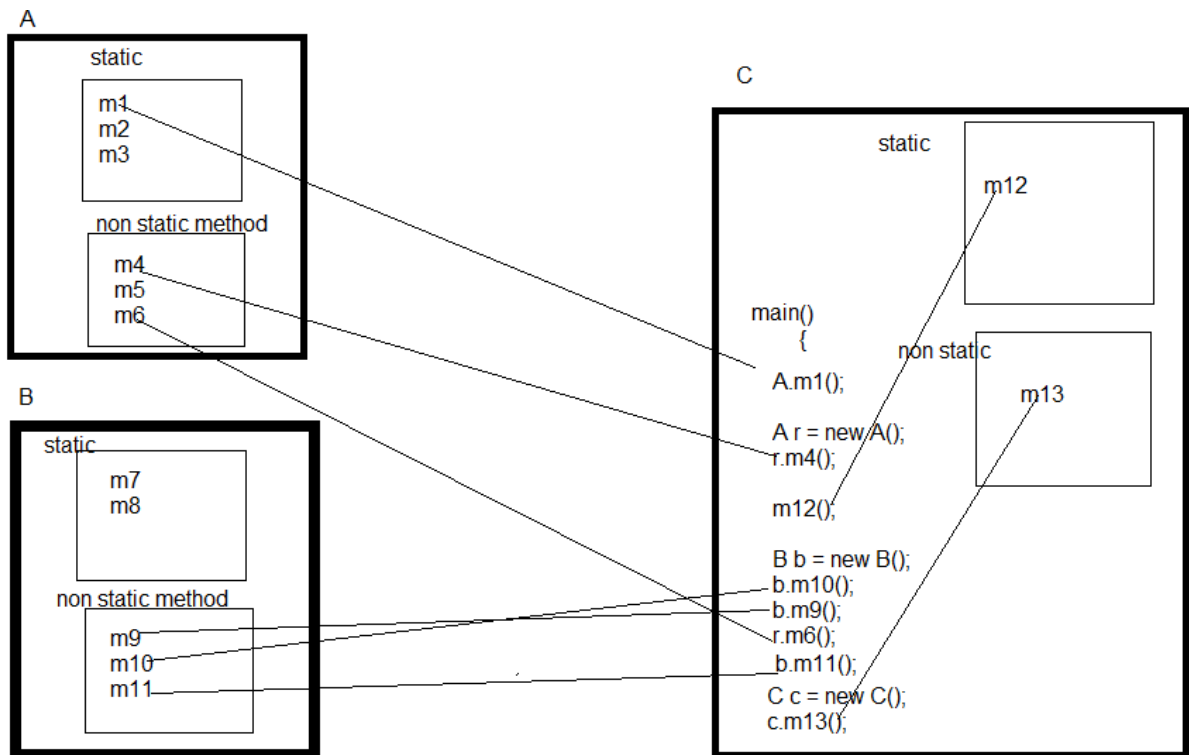 A
static
m1
m2
m3
non static method
m4
m5
m6
B
static
m7
m8
non static method
m9
m10
m11
C
static
m12
non static
m13
main()
{
A.m1();
A r = new A();
r.m4();
m12();
B b = new B();
b.m10();
b.m9();
r.m6();
b.m11();
C c = new C();
c.m13();